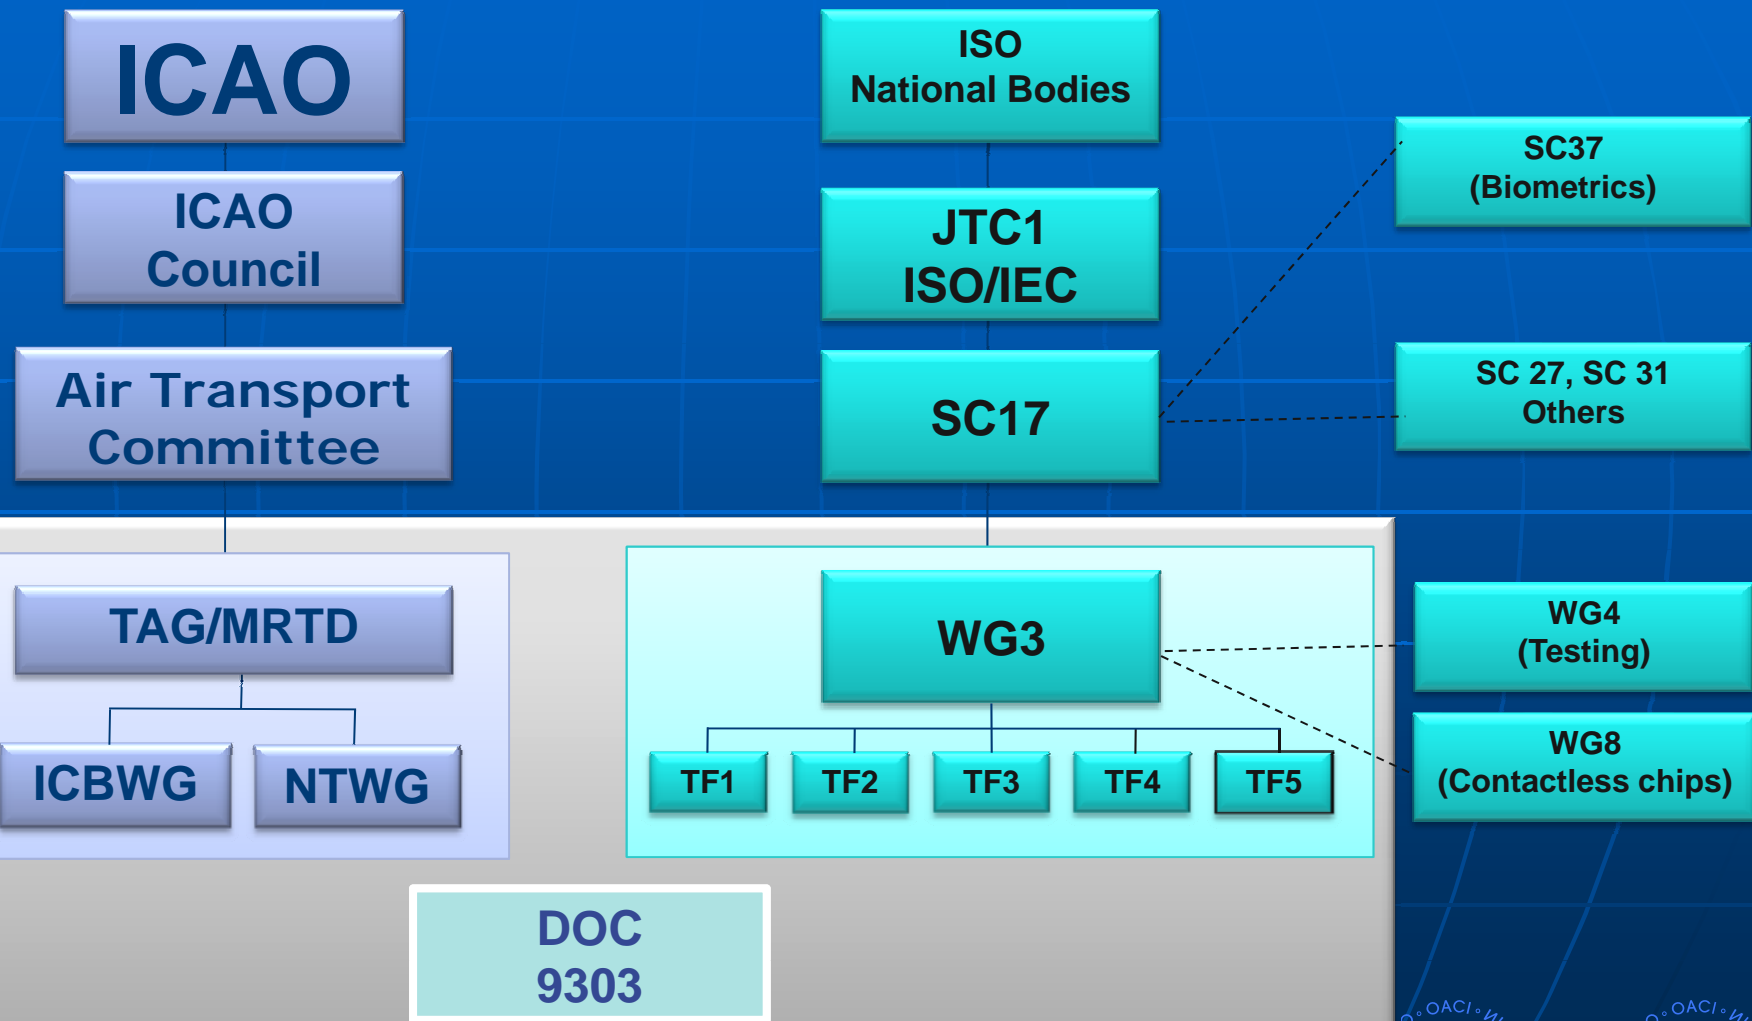 ICAO
ICAO
Council
Air Transport
Committee
TAG/MRTD
ICBWG
NTWG
ISO
National Bodies
JTC1
ISO/IEC
SC17
WG3
TF1
TF2
TF3
TF4
TF5
SC37
(Biometrics)
SC 27, SC 31
Others
WG4
(Testing)
WG8
(Contactless chips)
DOC
9303
OACI
OACI